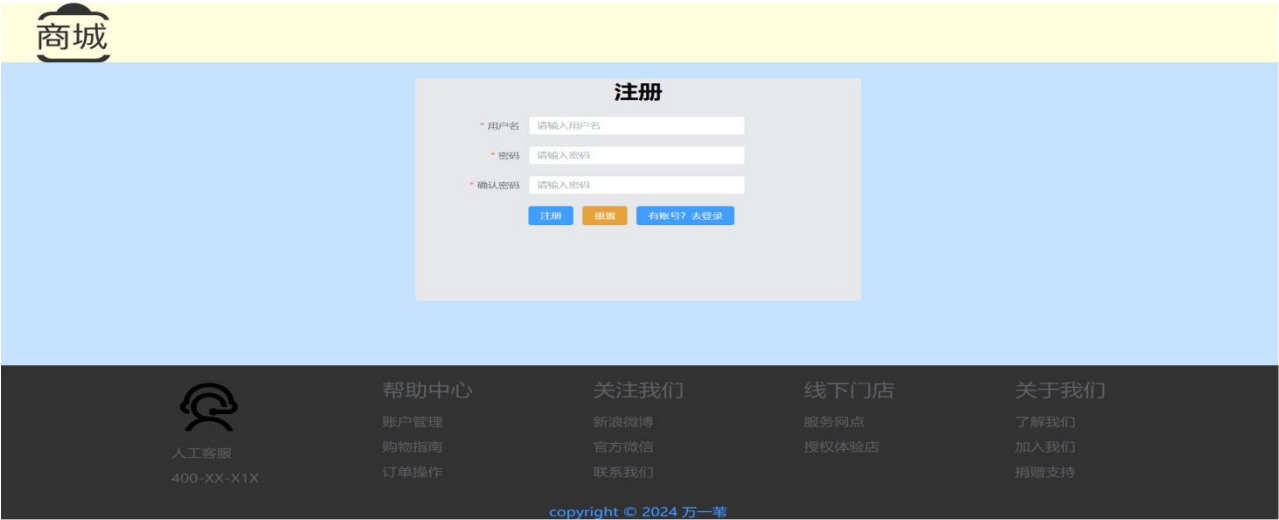 商城
注册
* 用户名 请输入用户名
* 密码 请输入密码
* 确认密码 请输入密码
注册 重置 有账号？去登录
人工客服
400-XX-X1X
帮助中心
账户管理
购物指南
订单操作
关注我们
新浪微博
官方微信
联系我们
线下门店
服务网点
授权体验店
关于我们
了解我们
加入我们
捐赠支持
copyright © 2024 万一苇